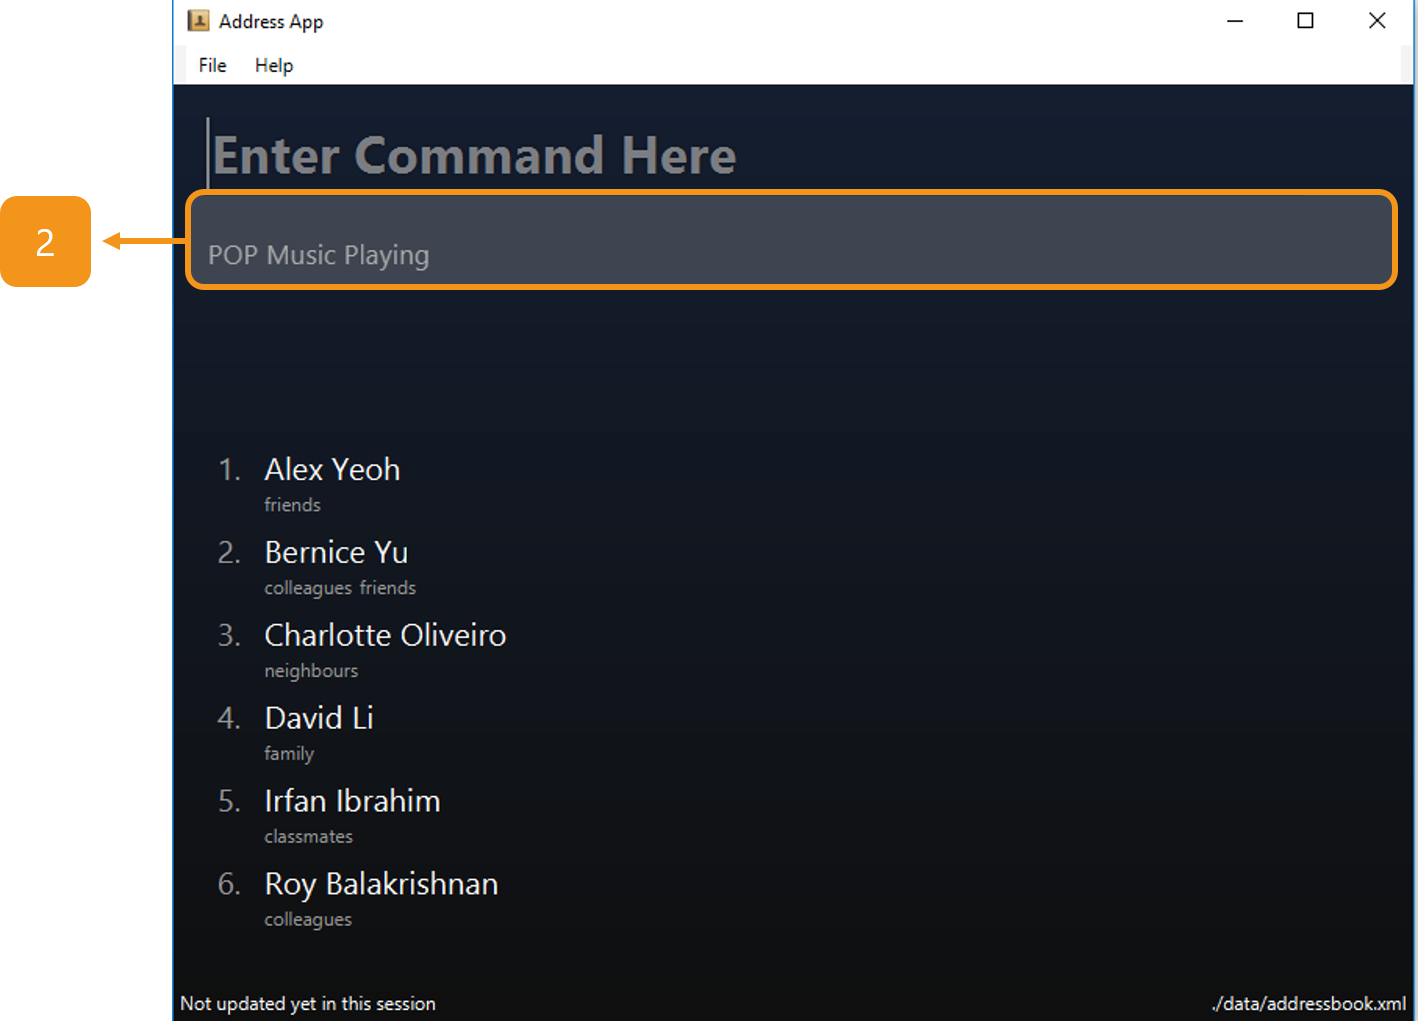 Address App
File Help
Enter Command Here
2
POP Music Playing
1. Alex Yeoh
friends
2. Bernice Yu
colleagues friends
3. Charlotte Oliveiro
neighbours
4. David Li
family
5. Irfan Ibrahim
classmates
6. Roy Balakrishnan
colleagues
Not updated yet in this session ./data/addressbook.xml